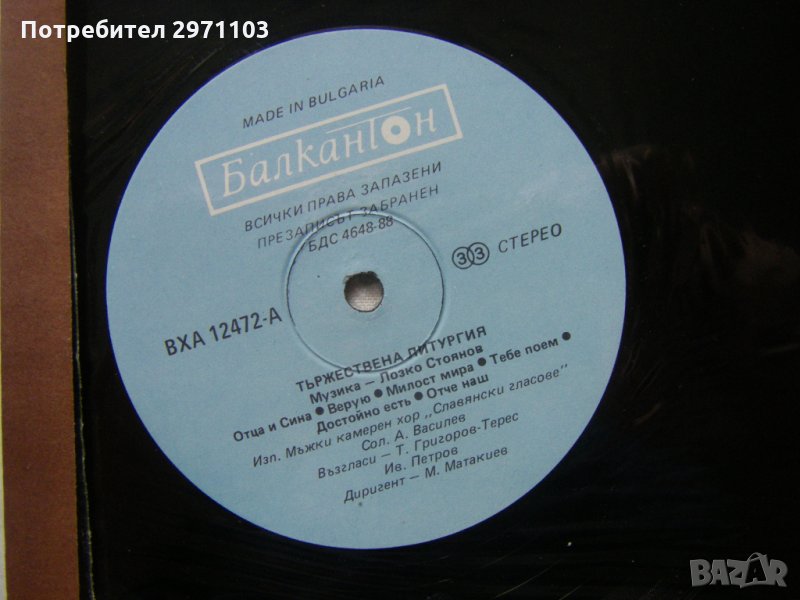 Потребител 2971103
MADE IN BULGARIA
Балкантон
ВСИЧКИ ПРАВА ЗАПАЗЕНИ
ПРЕЗАПИСЪТ ЗАБРАНЕН
БДС 4648-88
33 СТЕРЕО
ВХА 12472-А
ТЪРЖЕСТВЕНА ЛИТУРГИЯ
Музика – Лозко Стоянов
Отца и Сина ● Верую ● Милост мира ● Тебе поем ●
Достойно есть ● Отче наш
Изп. Мъжки камерен хор „Славянски гласове"
Сол. А. Василев
Възгласи – Т. Григоров-Терес
Ив. Петров
Диригент – М. Матакиев
BAZAR